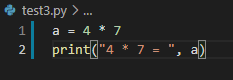 test3.py > ...
1 a = 4 * 7
2 print("4 * 7 = ", a)